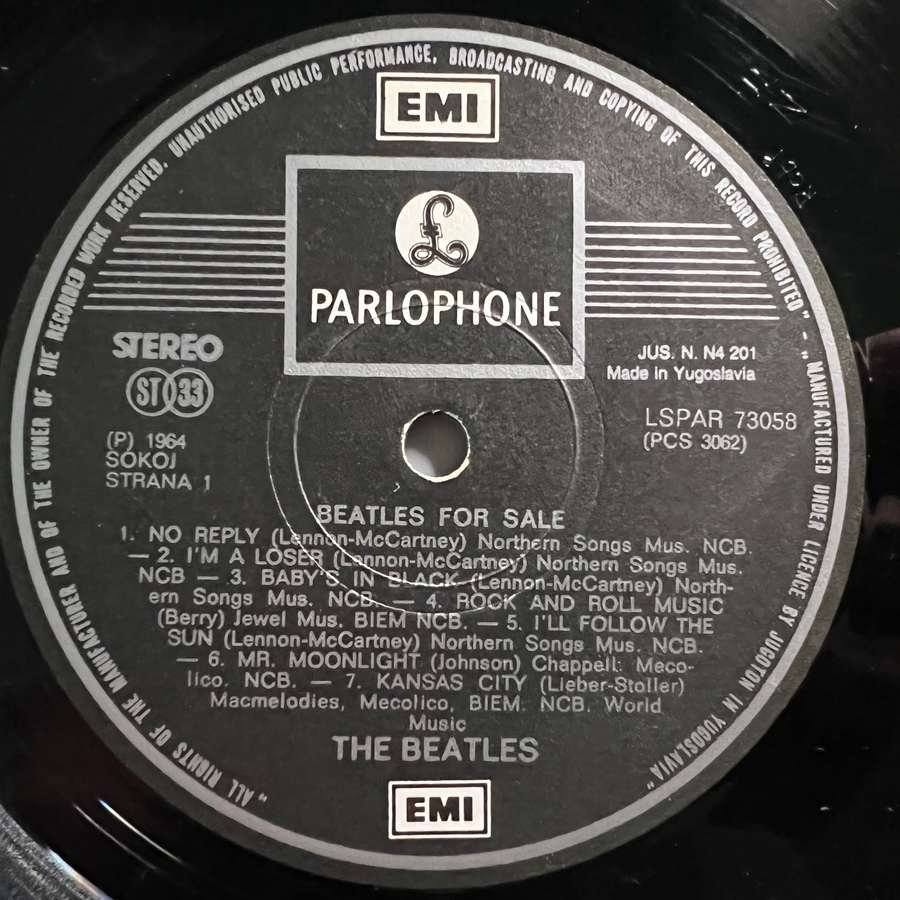 "ALL RIGHTS OF THE MANUFACTURER AND OF THE OWNER OF THE RECORDED WORK RESERVED. UNAUTHORISED PUBLIC PERFORMANCE, BROADCASTING AND COPYING OF THIS RECORD PROHIBITED" - "MANUFACTURED UNDER LICENCE BY JUGOTON IN YUGOSLAVIA"
EMI
£
PARLOPHONE
STEREO
ST 33
JUS. N. N4 201
Made in Yugoslavia
LSPAR 73058
(PCS 3062)
(P) 1964
SOKOJ
STRANA 1
BEATLES FOR SALE
1. NO REPLY (Lennon-McCartney) Northern Songs Mus. NCB.
— 2. I'M A LOSER (Lennon-McCartney) Northern Songs Mus.
NCB — 3. BABY'S IN BLACK (Lennon-McCartney) North-
ern Songs Mus. NCB. — 4. ROCK AND ROLL MUSIC
(Berry) Jewel Mus. BIEM NCB. — 5. I'LL FOLLOW THE
SUN (Lennon-McCartney) Northern Songs Mus. NCB.
— 6. MR. MOONLIGHT (Johnson) Chappell: Meco-
lico. NCB. — 7. KANSAS CITY (Lieber-Stoller)
Macmelodies, Mecolico, BIEM. NCB. World
Music
THE BEATLES
EMI